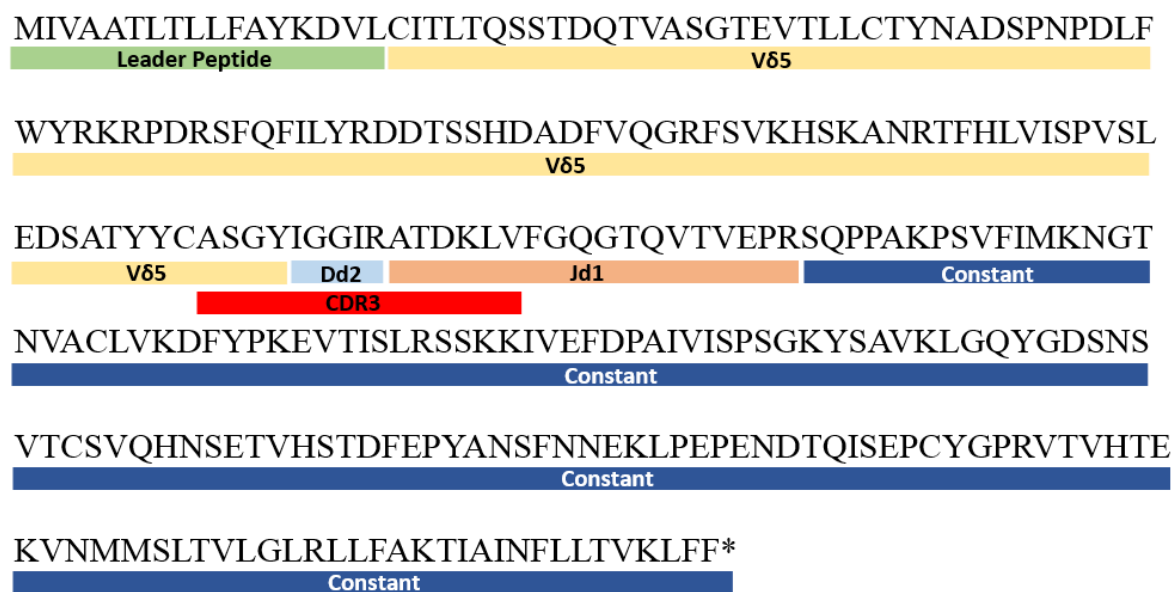 MIVAATLTLLFAYKDVLCITLTQSSTDQTVASGTEVTLLCTYNADSPNPDLF
Leader Peptide Vδ5
WYRKRPDRSFQFILYRDDTSSHDADFVQGRFSVKHSKANRTFHLVISPVSL
Vδ5
EDSATYYCASGYIGGIRATDKLVFGQGTQVTVEPRSQPPAKPSVFIMKNGT
Vδ5 Dd2 Jd1 Constant
CDR3
NVACLVKDFYPKEVTISLRSSKKIVEFDPAIVISPSGKYSAVKLGQYGDSNS
Constant
VTCSVQHNSETVHSTDFEPYANSFNNEKLPEPENDTQISEPCYGPRVTVHTE
Constant
KVNMMSLTVLGLRLLFAKTIAINFLLTVKLFF*
Constant